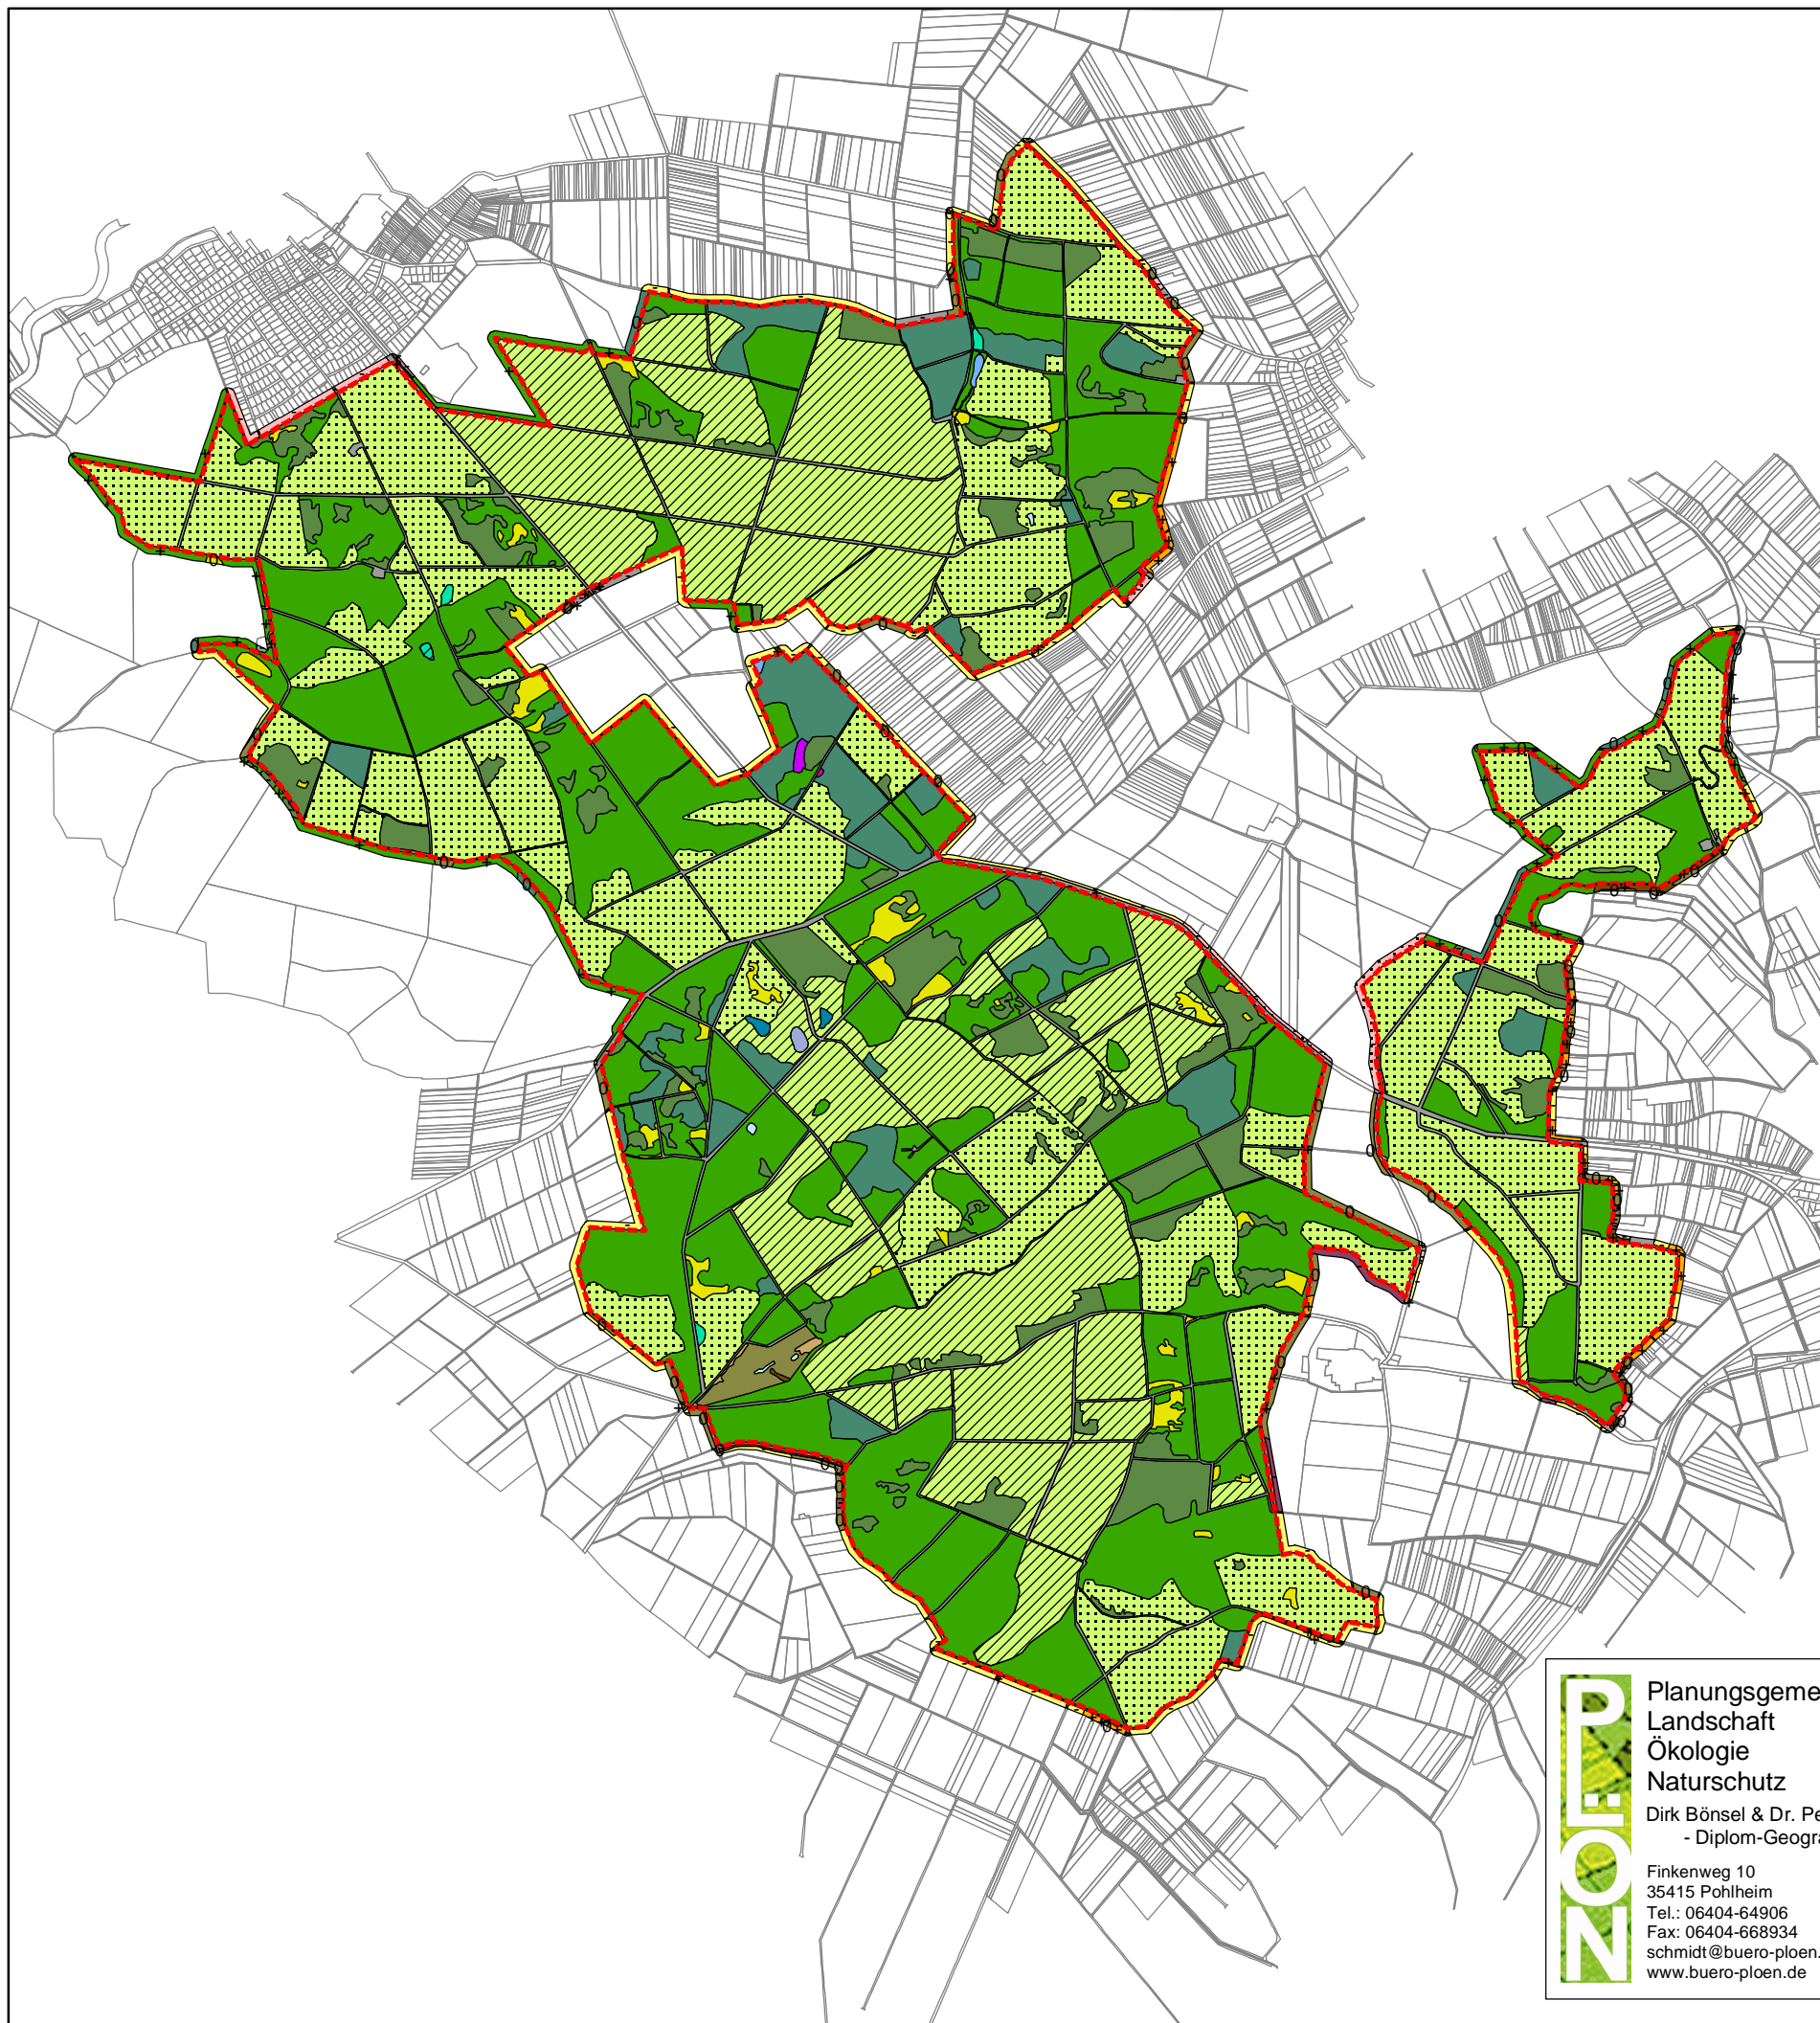 PLÖN
Planungsgeme
Landschaft
Ökologie
Naturschutz
Dirk Bönsel & Dr. Pe
- Diplom-Geogra
Finkenweg 10
35415 Pohlheim
Tel.: 06404-64906
Fax: 06404-668934
schmidt@buero-ploen.
www.buero-ploen.de